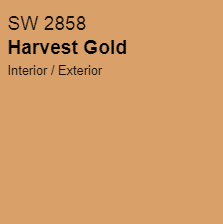 SW 2858
Harvest Gold
Interior / Exterior